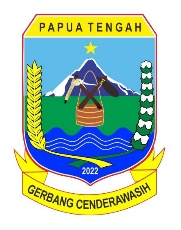 PAPUA TENGAH
2022
GERBANG CENDERAWASIH